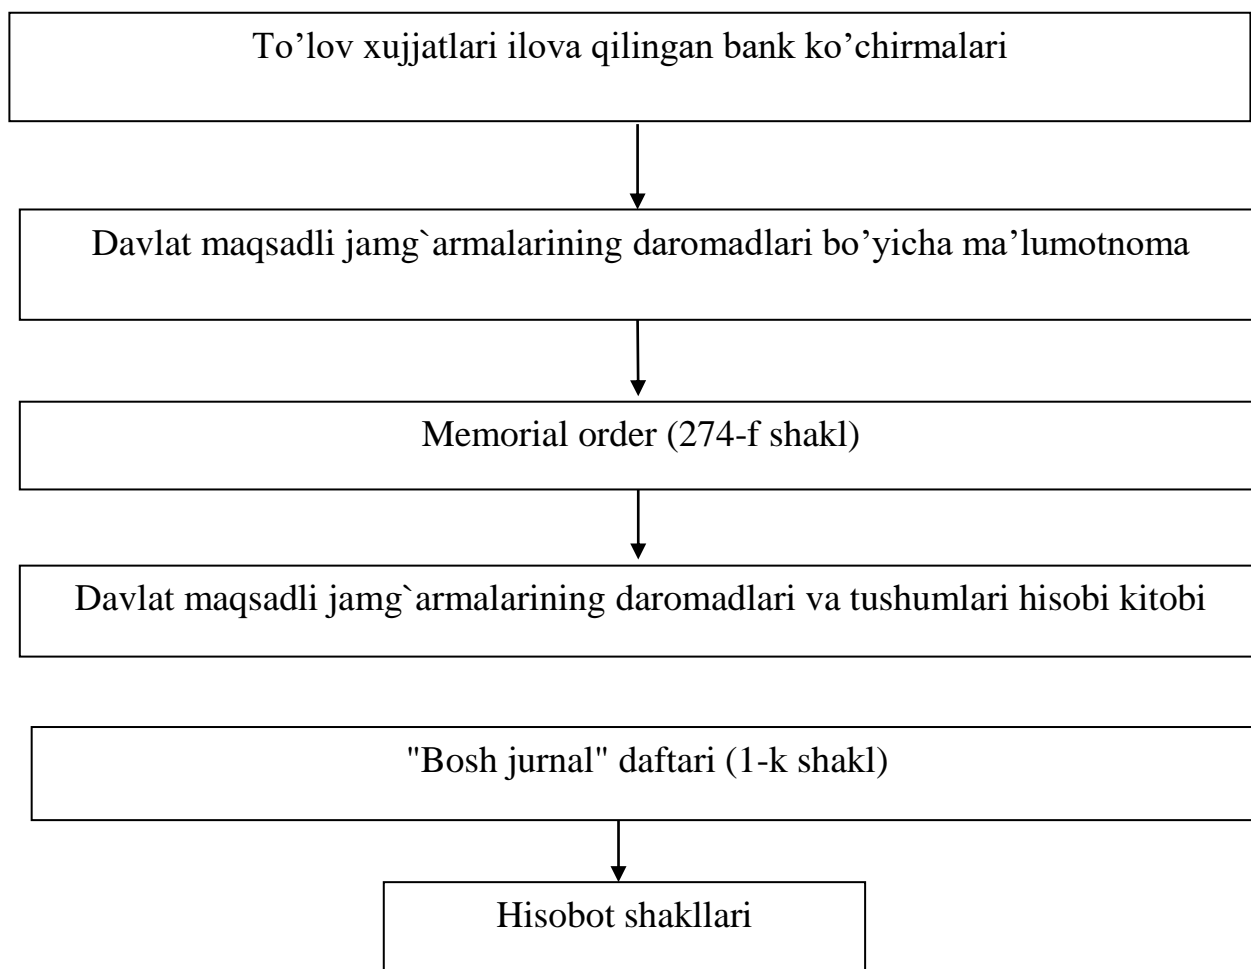 To’lov xujjatlari ilova qilingan bank ko’chirmalari
Davlat maqsadli jamg`armalarining daromadlari bo’yicha ma’lumotnoma
Memorial order (274-f shakl)
Davlat maqsadli jamg`armalarining daromadlari va tushumlari hisobi kitobi
"Bosh jurnal" daftari (1-k shakl)
Hisobot shakllari